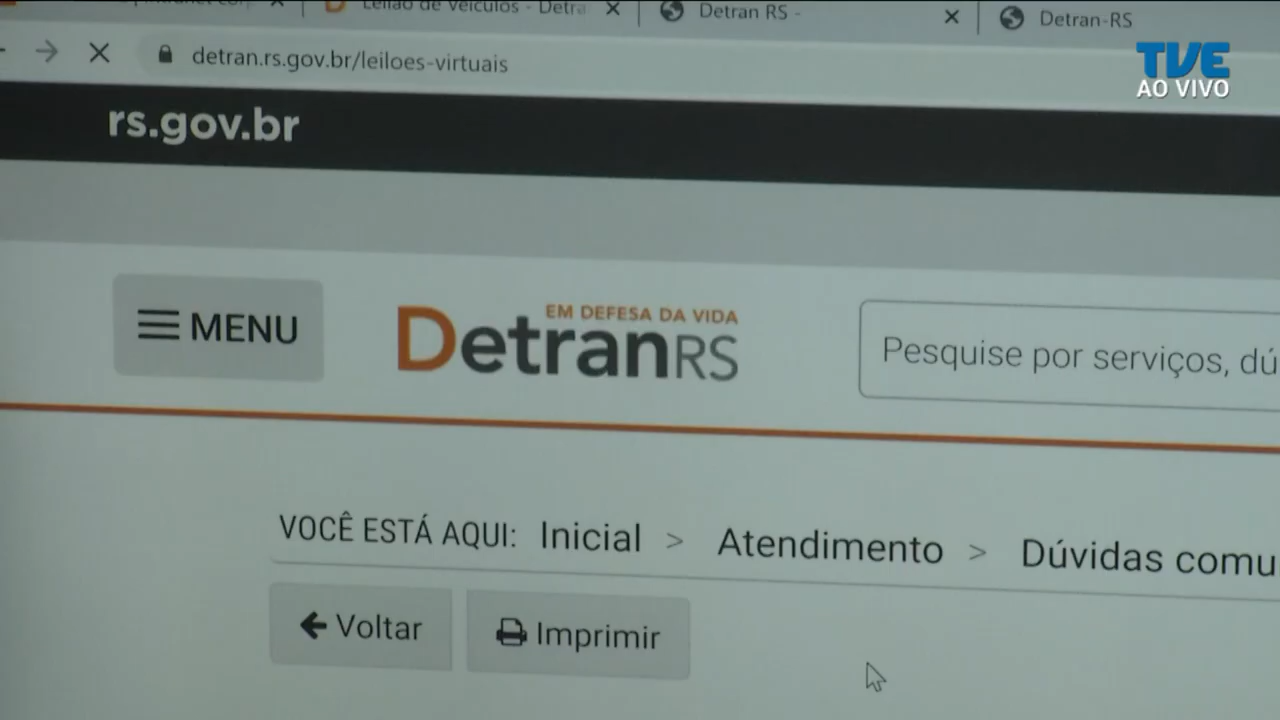 Leilão de Veículos - Detra
Detran RS -
Detran-RS
detran.rs.gov.br/leiloes-virtuais
TVE
AO VIVO
rs.gov.br
MENU
EM DEFESA DA VIDA
DetranRS
Pesquise por serviços, dú
VOCÊ ESTÁ AQUI: Inicial > Atendimento > Dúvidas comu
Voltar
Imprimir